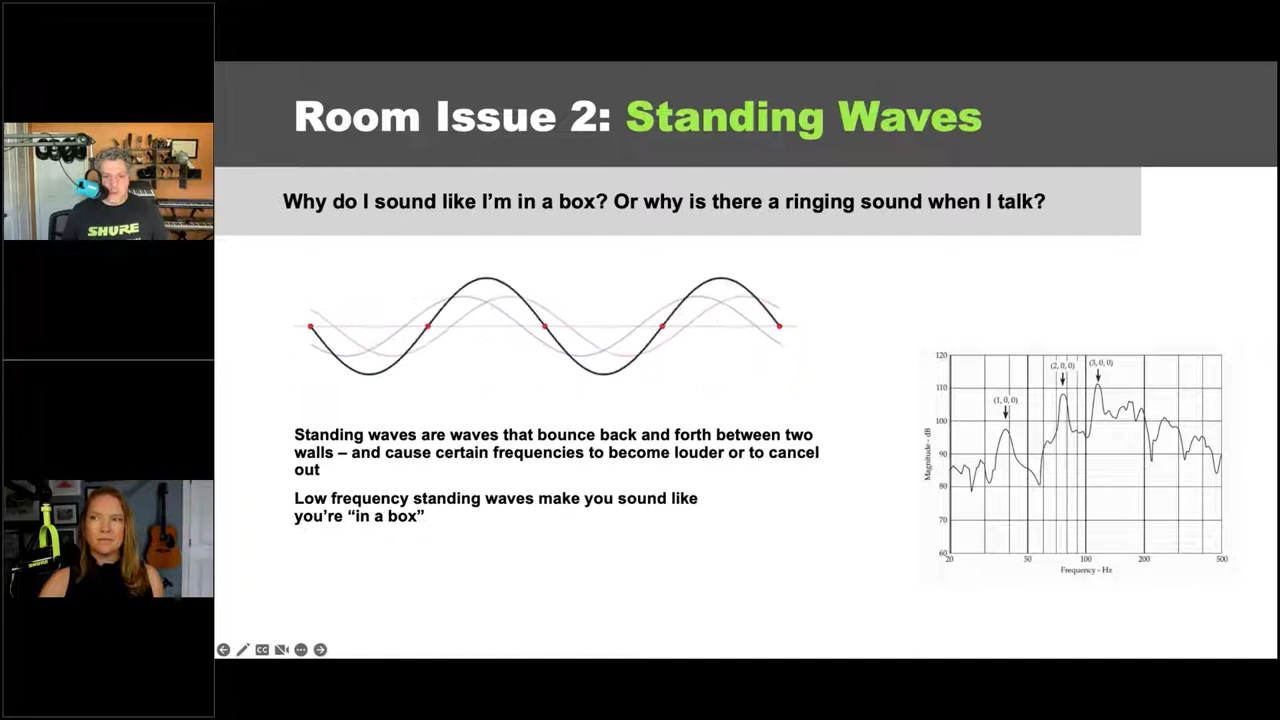 Room Issue 2: Standing Waves
Why do I sound like I'm in a box? Or why is there a ringing sound when I talk?
SHURE
Standing waves are waves that bounce back and forth between two
walls – and cause certain frequencies to become louder or to cancel
out
Low frequency standing waves make you sound like
you're “in a box”
120
110
100
90
80
70
60
Magnitude - dB
(1, 0, 0)
(2, 0, 0)
(3, 0, 0)
20
50
100
200
500
Frequency - Hz
SHURE
CC